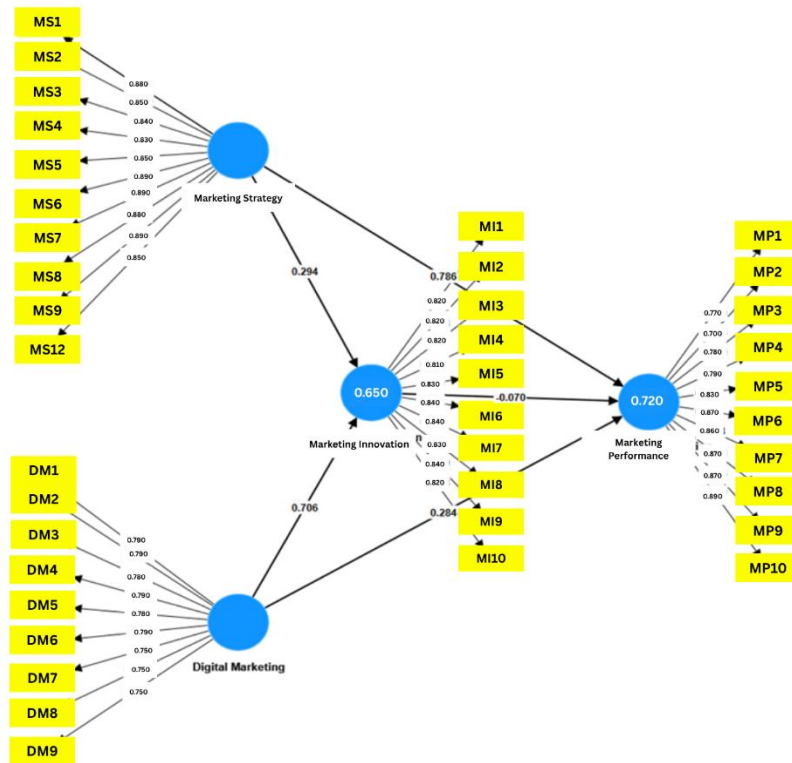 MS1
MS2
MS3
MS4
MS5
MS6
MS7
MS8
MS9
MS12
0.880
0.850
0.840
0.830
0.850
0.890
0.890
0.880
0.890
0.850
Marketing Strategy
0.294
0.786
MI1
MI2
MI3
MI4
MI5
MI6
MI7
MI8
MI9
MI10
0.820
0.820
0.820
0.810
0.830
0.840
0.840
0.830
0.840
0.820
0.650
Marketing Innovation
-0.070
0.720
Marketing
Performance
MP1
MP2
MP3
MP4
MP5
MP6
MP7
MP8
MP9
MP10
0.770
0.700
0.780
0.790
0.830
0.870
0.860
0.870
0.870
0.890
DM1
DM2
DM3
DM4
DM5
DM6
DM7
DM8
DM9
0.790
0.790
0.780
0.790
0.780
0.790
0.750
0.750
0.750
0.706
0.284
Digital Marketing